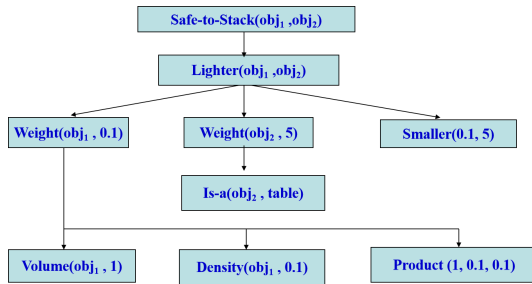 Safe-to-Stack(obj₁ ,obj₂)
Lighter(obj₁ ,obj₂)
Weight(obj₁ , 0.1)
Weight(obj₂ , 5)
Smaller(0.1, 5)
Is-a(obj₂ , table)
Volume(obj₁ , 1)
Density(obj₁ , 0.1)
Product (1, 0.1, 0.1)